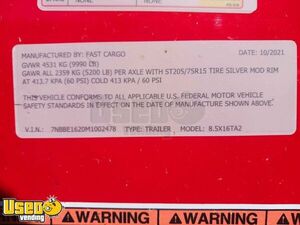 MANUFACTURED BY: FAST CARGO DATE: 10/2021
GVWR 4531 KG (9990 LB)
GAWR ALL 2359 KG (5200 LB) PER AXLE WITH ST205/75R15 TIRE SILVER MOD RIM
AT 413.7 KPA (60 PSI) COLD 413 KPA / 60 PSI
THIS VEHICLE CONFORMS TO ALL APPLICABLE U.S. FEDERAL MOTOR VEHICLE
SAFETY STANDARDS IN EFFECT ON THE DATE OF MANUFACTURE SHOWN ABOVE.
V.I.N.: 7NBBE1620M1002478 TYPE: TRAILER MODEL: 8.5X16TA2
Used
vending
WARNING WARNING WARNING